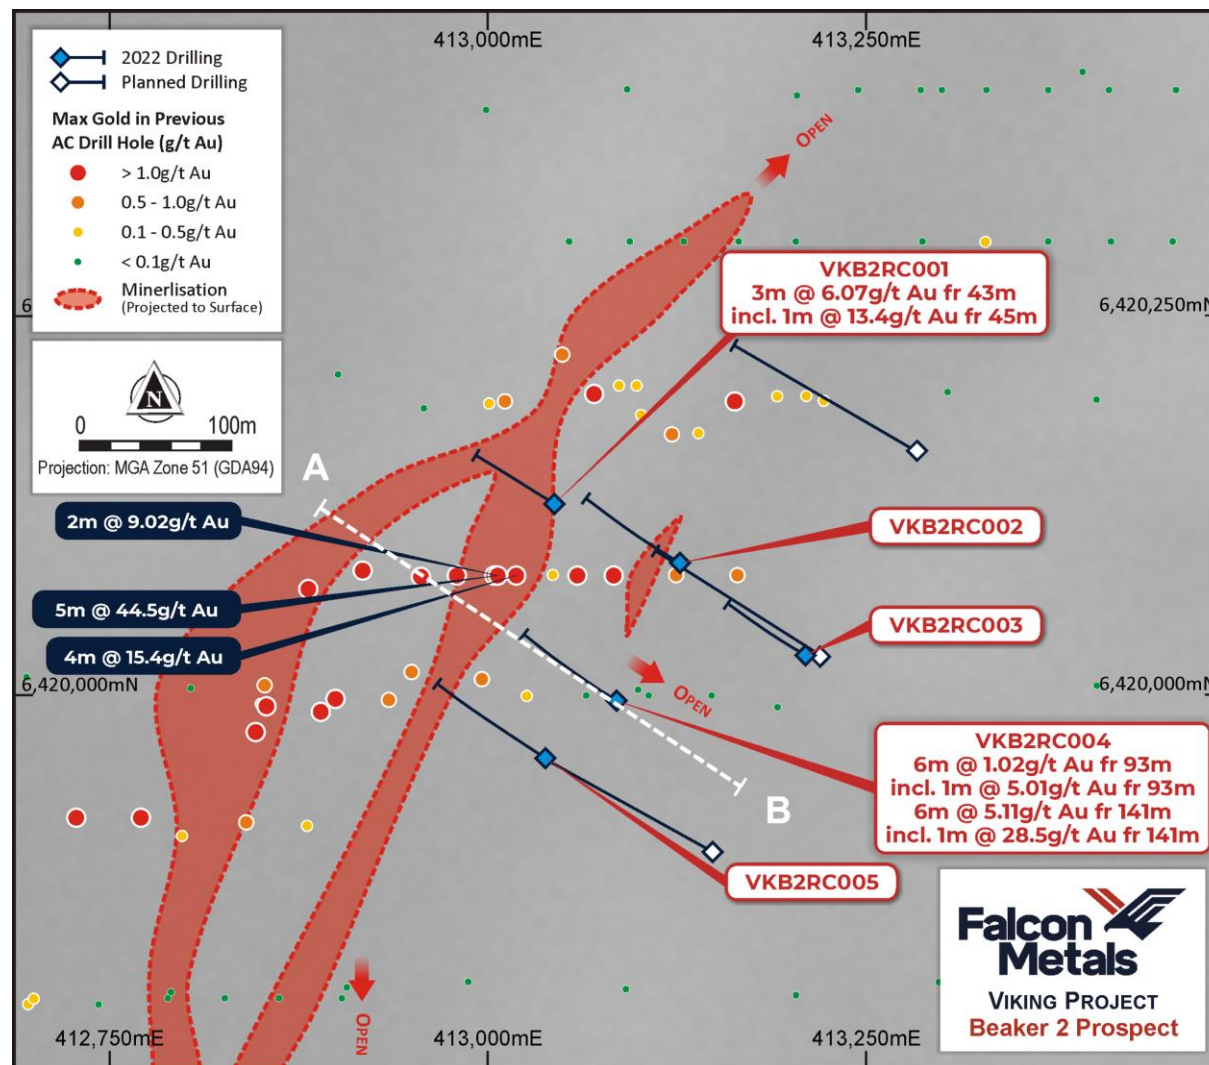 413,000mE
413,250mE
2022 Drilling
Planned Drilling
Max Gold in Previous
AC Drill Hole (g/t Au)
> 1.0g/t Au
0.5 - 1.0g/t Au
0.1 - 0.5g/t Au
< 0.1g/t Au
Minerlisation
(Projected to Surface)
N
0 100m
Projection: MGA Zone 51 (GDA94)
OPEN
VKB2RC001
3m @ 6.07g/t Au fr 43m
incl. 1m @ 13.4g/t Au fr 45m
6
6,420,250mN
A
2m @ 9.02g/t Au
5m @ 44.5g/t Au
4m @ 15.4g/t Au
VKB2RC002
VKB2RC003
6,420,000mN
6,420,000mN
OPEN
VKB2RC004
6m @ 1.02g/t Au fr 93m
incl. 1m @ 5.01g/t Au fr 93m
6m @ 5.11g/t Au fr 141m
incl. 1m @ 28.5g/t Au fr 141m
B
VKB2RC005
OPEN
Falcon
Metals
VIKING PROJECT
Beaker 2 Prospect
412,750mE
413,000mE
413,250mE